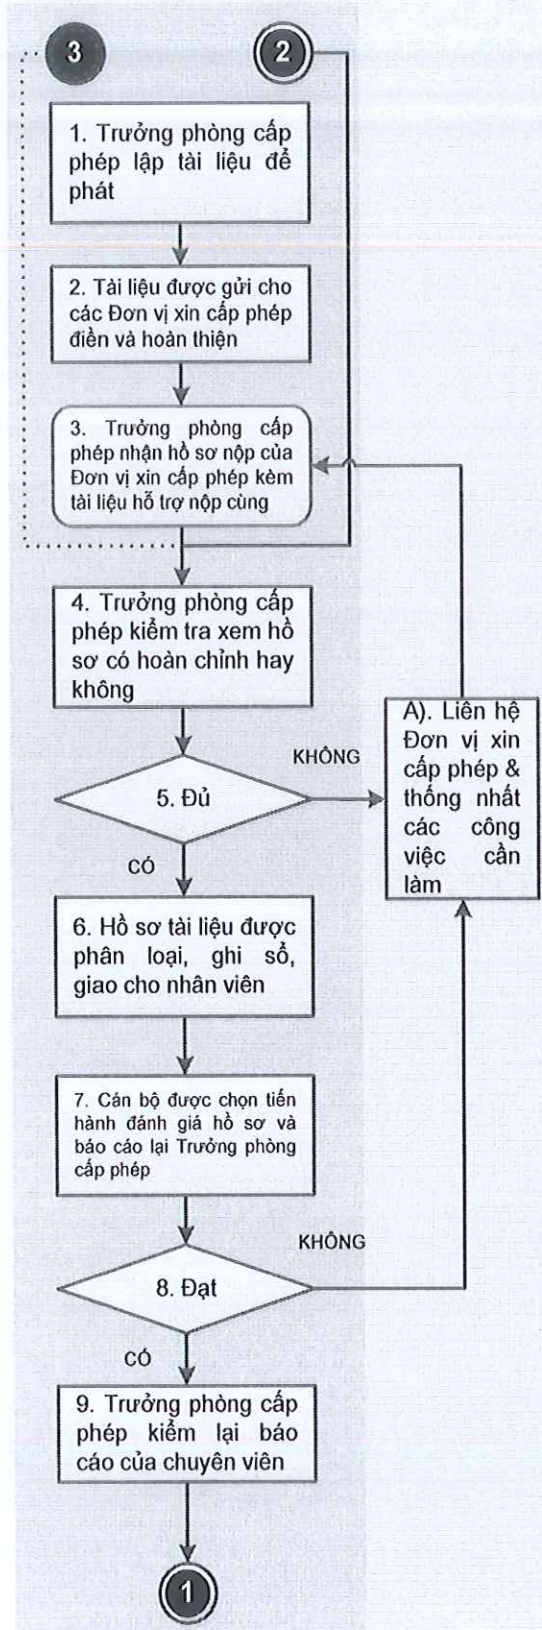 3
2
1. Trưởng phòng cấp
phép lập tài liệu để
phát
2. Tài liệu được gửi cho
các Đơn vị xin cấp phép
điền và hoàn thiện
3. Trưởng phòng cấp
phép nhận hồ sơ nộp của
Đơn vị xin cấp phép kèm
tài liệu hỗ trợ nộp cùng
4. Trưởng phòng cấp
phép kiểm tra xem hồ
sơ có hoàn chỉnh hay
không
A). Liên hệ
Đơn vị xin
cấp phép &
thống nhất
các công
việc cần
làm
KHÔNG
5. Đủ
CÓ
6. Hồ sơ tài liệu được
phân loại, ghi sổ,
giao cho nhân viên
7. Cán bộ được chọn tiến
hành đánh giá hồ sơ và
báo cáo lại Trưởng phòng
cấp phép
KHÔNG
8. Đạt
CÓ
9. Trưởng phòng cấp
phép kiểm lại báo
cáo của chuyên viên
1